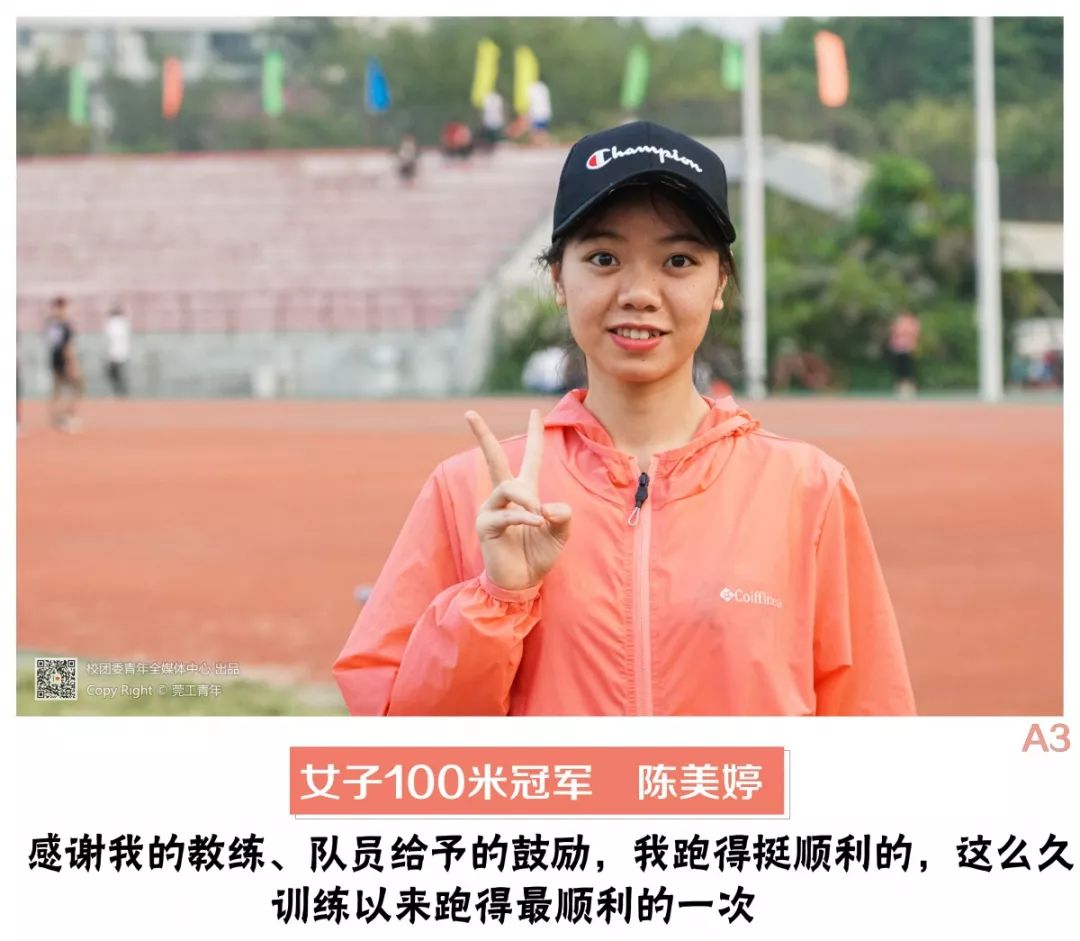 Champion
Coiffinea
校团委青年全媒体中心 出品
Copy Right © 莞工青年
A3
女子100米冠军 陈美婷
感谢我的教练、队员给予的鼓励，我跑得挺顺利的，这么久
训练以来跑得最顺利的一次